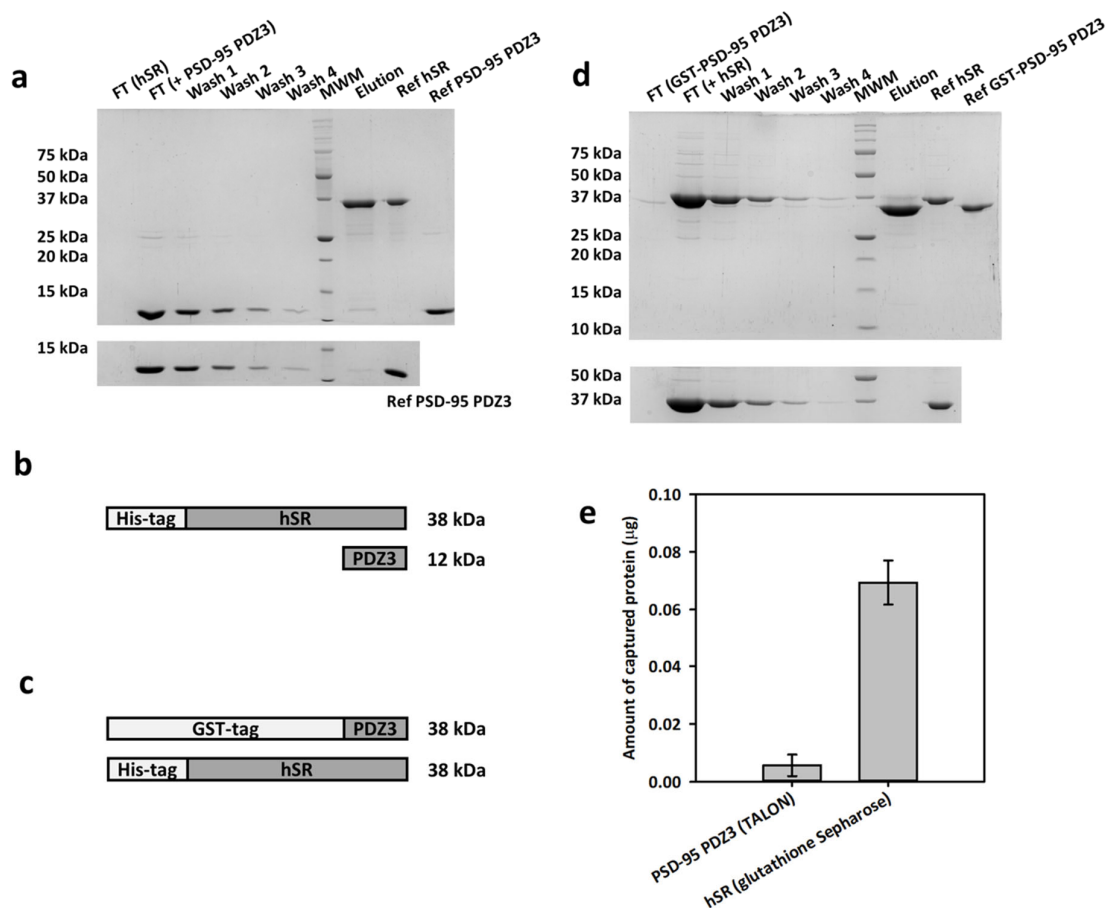 a
FT (hSR)
FT (+ PSD-95 PDZ3)
Wash 1
Wash 2
Wash 3
Wash 4
MWM
Elution
Ref hSR
Ref PSD-95 PDZ3
75 kDa
50 kDa
37 kDa
25 kDa
20 kDa
15 kDa
15 kDa
Ref PSD-95 PDZ3
b
His-tag hSR 38 kDa
PDZ3 12 kDa
c
GST-tag PDZ3 38 kDa
His-tag hSR 38 kDa
d
FT (GST-PSD-95 PDZ3)
FT (+ hSR)
Wash 1
Wash 2
Wash 3
Wash 4
MWM
Elution
Ref hSR
Ref GST-PSD-95 PDZ3
75 kDa
50 kDa
37 kDa
25 kDa
20 kDa
15 kDa
10 kDa
50 kDa
37 kDa
e
Amount of captured protein (μg)
0.10
0.08
0.06
0.04
0.02
0.00
PSD-95 PDZ3 (TALON)
hSR (glutathione Sepharose)